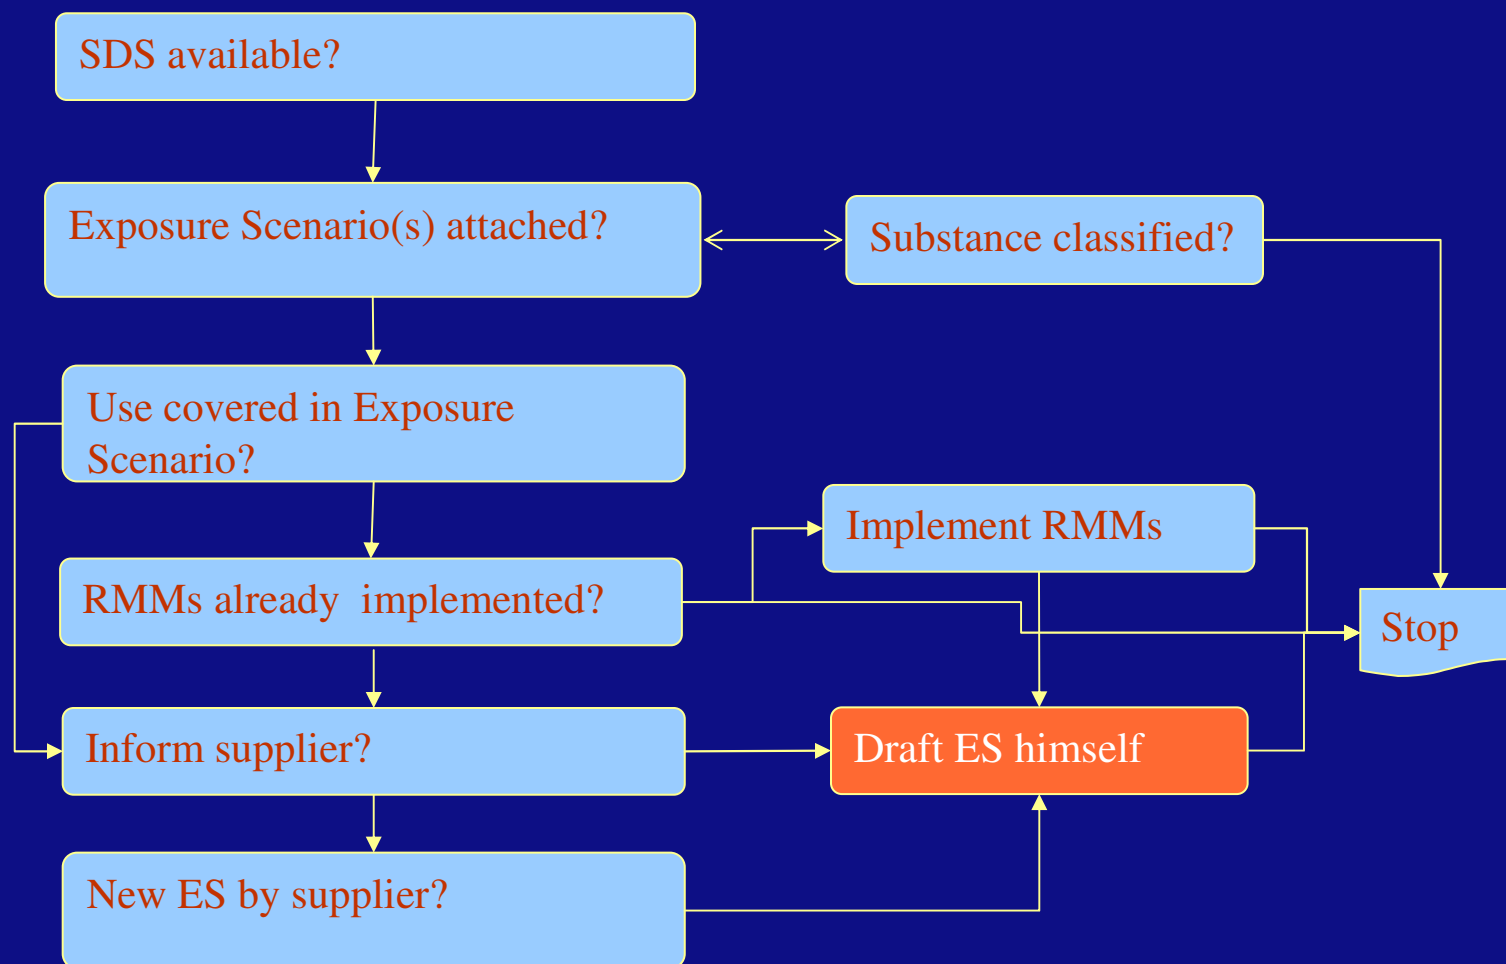 SDS available?
Exposure Scenario(s) attached?
Substance classified?
Use covered in Exposure
Scenario?
Implement RMMs
RMMs already  implemented?
Stop
Inform supplier?
Draft ES himself
New ES by supplier?